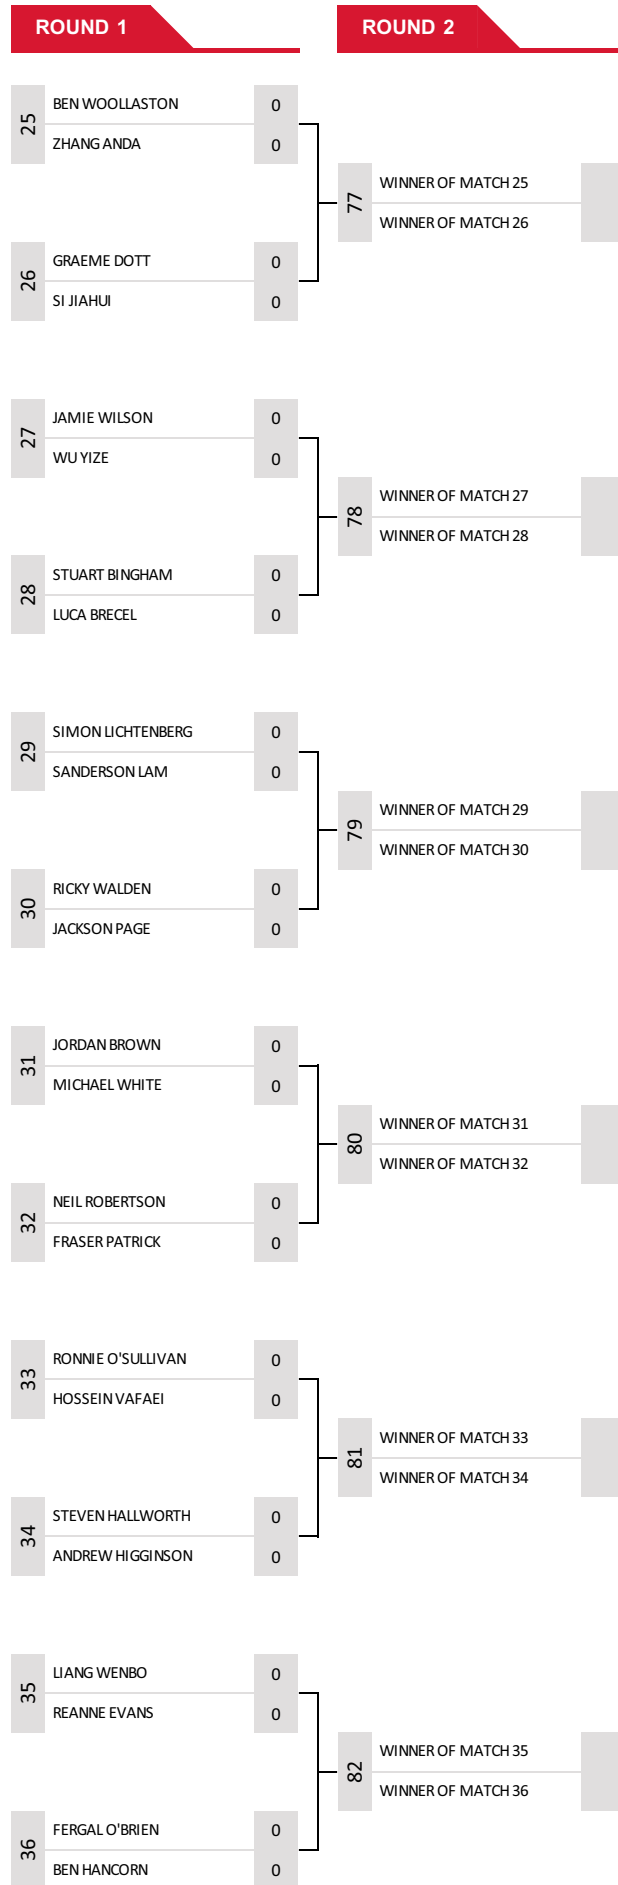 ROUND 1
ROUND 2
25
BEN WOOLLASTON 0
ZHANG ANDA 0
77
WINNER OF MATCH 25
WINNER OF MATCH 26
26
GRAEME DOTT 0
SI JIAHUI 0
27
JAMIE WILSON 0
WU YIZE 0
78
WINNER OF MATCH 27
WINNER OF MATCH 28
28
STUART BINGHAM 0
LUCA BRECEL 0
29
SIMON LICHTENBERG 0
SANDERSON LAM 0
79
WINNER OF MATCH 29
WINNER OF MATCH 30
30
RICKY WALDEN 0
JACKSON PAGE 0
31
JORDAN BROWN 0
MICHAEL WHITE 0
80
WINNER OF MATCH 31
WINNER OF MATCH 32
32
NEIL ROBERTSON 0
FRASER PATRICK 0
33
RONNIE O'SULLIVAN 0
HOSSEIN VAFAEI 0
81
WINNER OF MATCH 33
WINNER OF MATCH 34
34
STEVEN HALLWORTH 0
ANDREW HIGGINSON 0
35
LIANG WENBO 0
REANNE EVANS 0
82
WINNER OF MATCH 35
WINNER OF MATCH 36
36
FERGAL O'BRIEN 0
BEN HANCORN 0